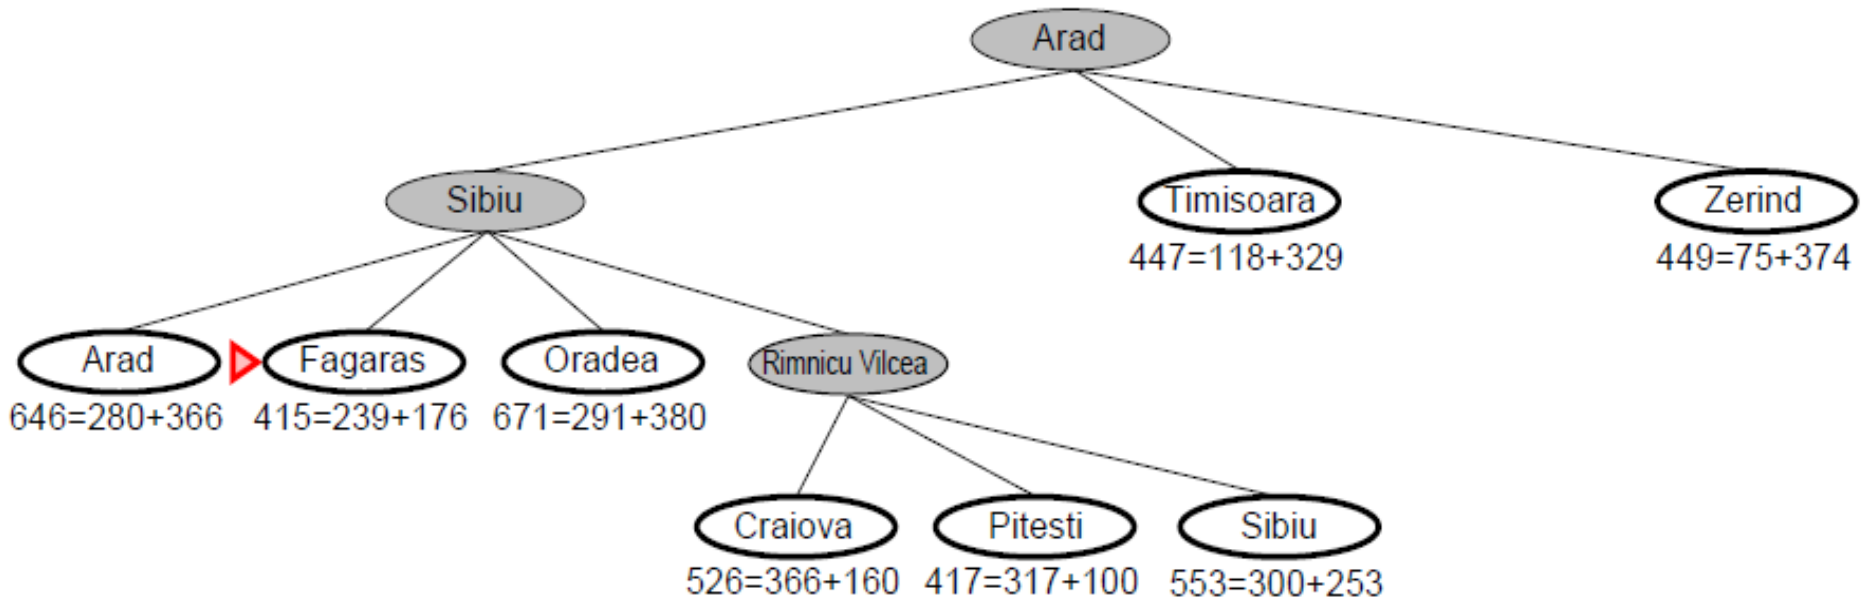 Arad
Sibiu
Timisoara
Zerind
447=118+329
449=75+374
Arad
Fagaras
Oradea
Rimnicu Vilcea
646=280+366
415=239+176
671=291+380
Craiova
Pitesti
Sibiu
526=366+160
417=317+100
553=300+253